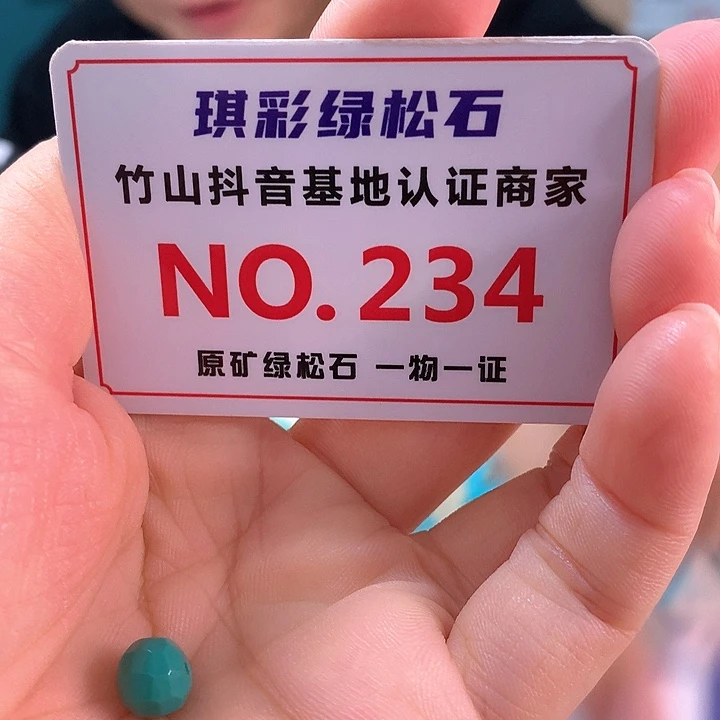 琪彩绿松石
竹山抖音基地认证商家
NO.234
原矿绿松石 一物一证